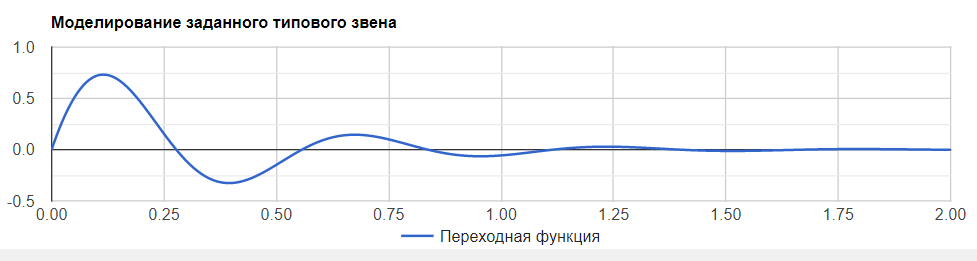 Моделирование заданного типового звена
1.0
0.5
0.0
-0.5
0.00 0.25 0.50 0.75 1.00 1.25 1.50 1.75 2.00
Переходная функция